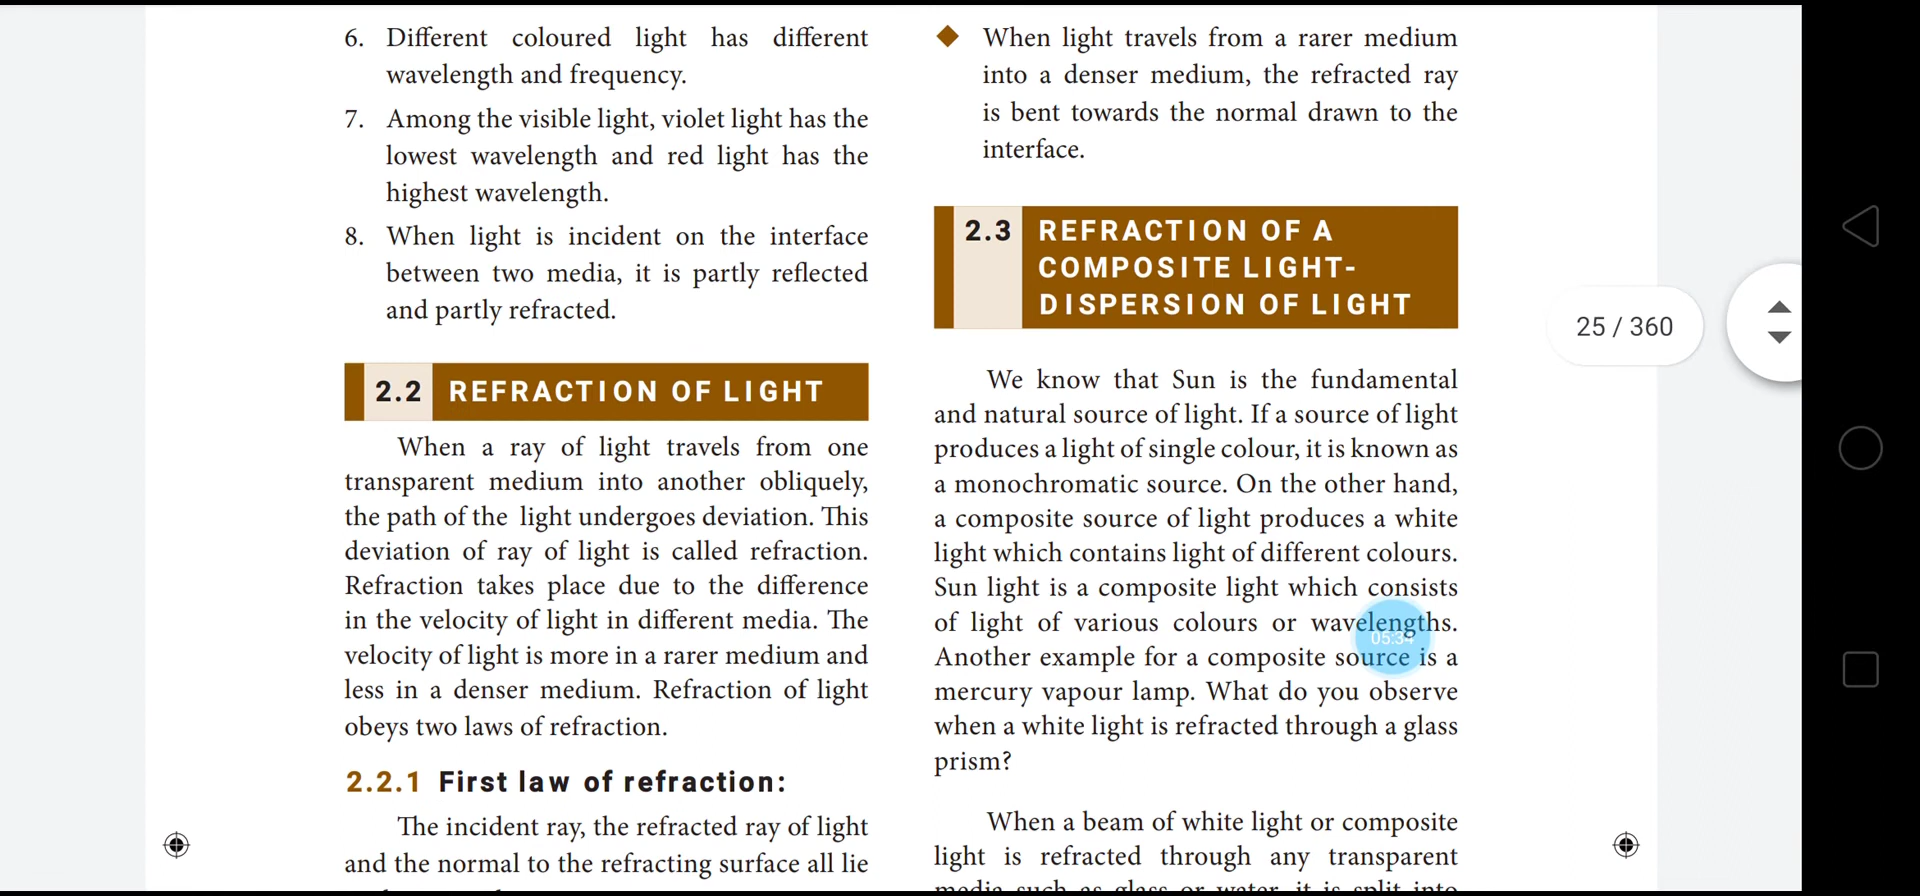 6. Different coloured light has different
wavelength and frequency.
7. Among the visible light, violet light has the
lowest wavelength and red light has the
highest wavelength.
8. When light is incident on the interface
between two media, it is partly reflected
and partly refracted.
2.2 REFRACTION OF LIGHT
When a ray of light travels from one
transparent medium into another obliquely,
the path of the light undergoes deviation. This
deviation of ray of light is called refraction.
Refraction takes place due to the difference
in the velocity of light in different media. The
velocity of light is more in a rarer medium and
less in a denser medium. Refraction of light
obeys two laws of refraction.
2.2.1 First law of refraction:
The incident ray, the refracted ray of light
and the normal to the refracting surface all lie
When light travels from a rarer medium
into a denser medium, the refracted ray
is bent towards the normal drawn to the
interface.
2.3 REFRACTION OF A
COMPOSITE LIGHT-
DISPERSION OF LIGHT
We know that Sun is the fundamental
and natural source of light. If a source of light
produces a light of single colour, it is known as
a monochromatic source. On the other hand,
a composite source of light produces a white
light which contains light of different colours.
Sun light is a composite light which consists
of light of various colours or wavelengths.
Another example for a composite source is a
mercury vapour lamp. What do you observe
when a white light is refracted through a glass
prism?
When a beam of white light or composite
light is refracted through any transparent
media such as glass or water, it is split into
25 / 360
05:34